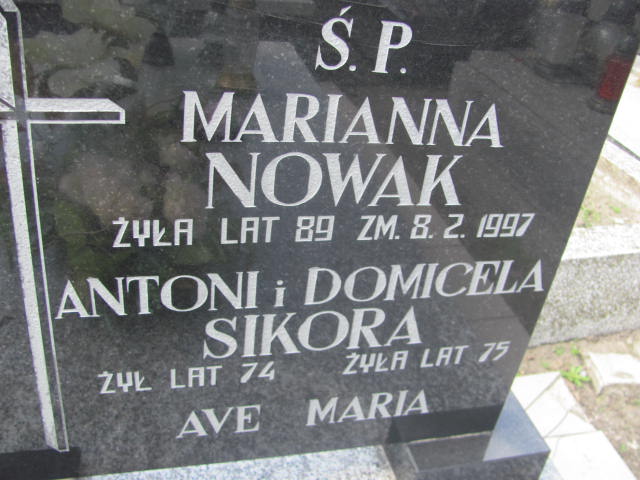 Ś.P.
MARIANNA
NOWAK
ŻYŁA LAT 89 ZM. 8.2.1997
ANTONI i DOMICELA
SIKORA
ŻYŁ LAT 74 ŻYŁA LAT 75
AVE MARIA